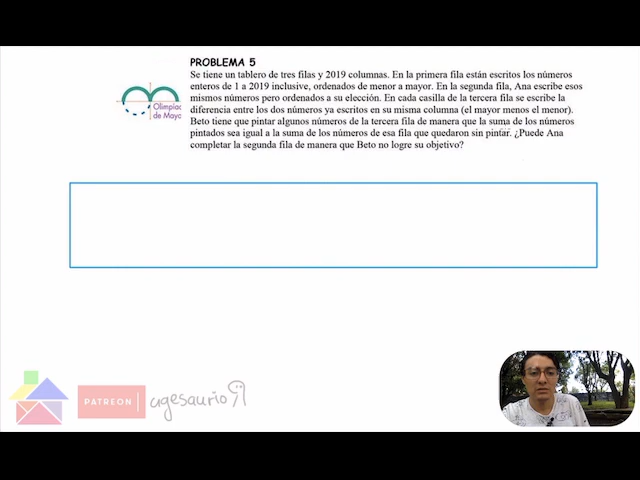 PROBLEMA 5
Se tiene un tablero de tres filas y 2019 columnas. En la primera fila están escritos los números
enteros de 1 a 2019 inclusive, ordenados de menor a mayor. En la segunda fila, Ana escribe esos
mismos números pero ordenados a su elección. En cada casilla de la tercera fila se escribe la
diferencia entre los dos números ya escritos en su misma columna (el mayor menos el menor).
Beto tiene que pintar algunos números de la tercera fila de manera que la suma de los números
pintados sea igual a la suma de los números de esa fila que quedaron sin pintar. ¿Puede Ana
completar la segunda fila de manera que Beto no logre su objetivo?
Olimpiad
de Mayo
PATREON
agesaurio